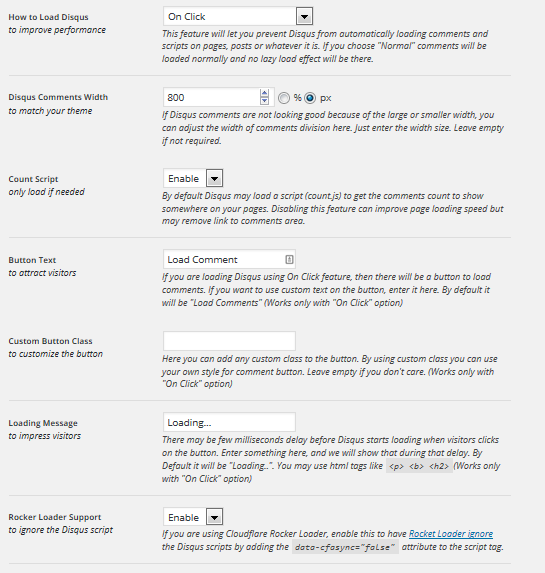 How to Load Disqus
to improve performance
On Click
This feature will let you prevent Disqus from automatically loading comments and
scripts on pages, posts or whatever it is. If you choose "Normal" comments will be
loaded normally and no lazy load effect will be there.
Disqus Comments Width
to match your theme
800 % px
If Disqus comments are not looking good because of the large or smaller width, you
can adjust the width of comments division here. Just enter the width size. Leave empty
if not required.
Count Script
only load if needed
Enable
By default Disqus may load a script (count.js) to get the comments count to show
somewhere on your pages. Disabling this feature can improve page loading speed but
may remove link to comments area.
Button Text
to attract visitors
Load Comment
If you are loading Disqus using On Click feature, then there will be a button to load
comments. If you want to use custom text on the button, enter it here. By default it
will be "Load Comments" (Works only with "On Click" option)
Custom Button Class
to customize the button
Here you can add any custom class to the button. By using custom class you can use
your own style for comment button. Leave empty if you don't care. (Works only with
"On Click" option)
Loading Message
to impress visitors
Loading...
There may be few milliseconds delay before Disqus starts loading when visitors clicks
on the button. Enter something here, and we will show that during that delay. By
Default it will be "Loading..". You may use html tags like <p> <b> <h2> (Works only
with "On Click" option)
Rocker Loader Support
to ignore the Disqus script
Enable
If you are using Cloudflare Rocker Loader, enable this to have Rocket Loader ignore
the Disqus scripts by adding the data-cfasync="false" attribute to the script tag.